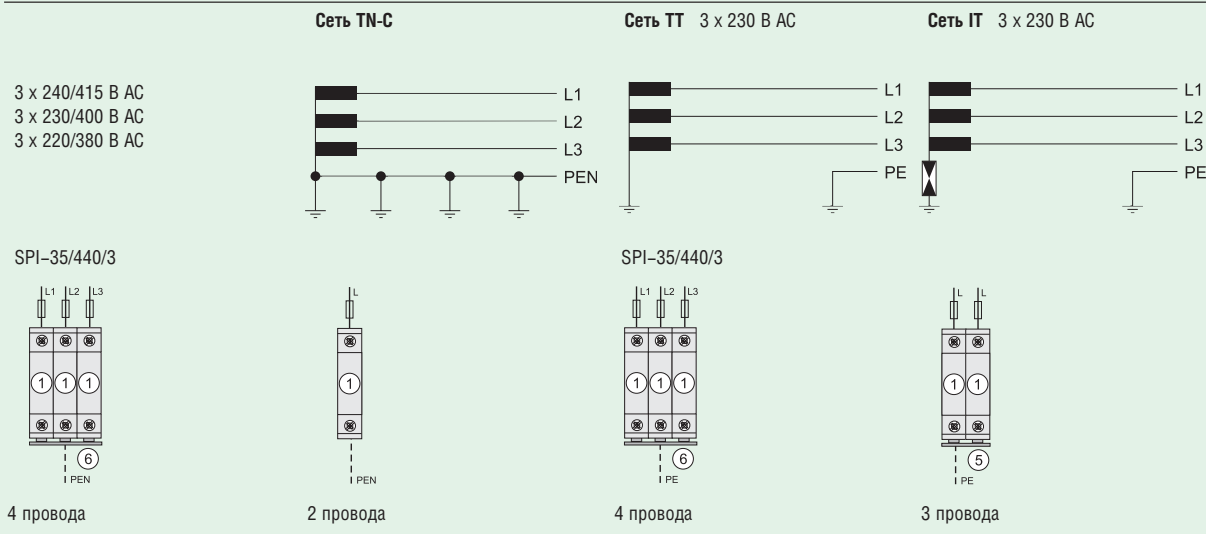 Сеть TN-C
Сеть TT 3 x 230 В AC
Сеть IT 3 x 230 В AC
3 x 240/415 В AC
3 x 230/400 В AC
3 x 220/380 В AC
L1
L2
L3
PEN
L1
L2
L3
PE
L1
L2
L3
PE
SPI–35/440/3
L1 L2 L3
1 1 1
6
PEN
4 провода
L
1
PEN
2 провода
SPI–35/440/3
L1 L2 L3
1 1 1
6
PE
4 провода
L L
1 1
5
PE
3 провода